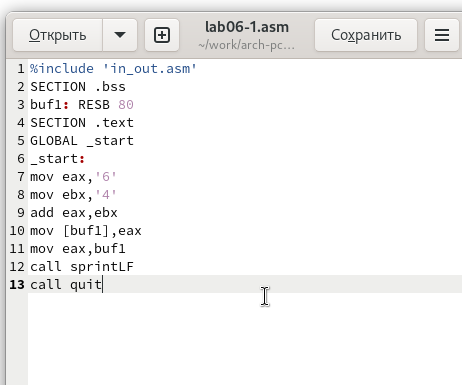 Открыть
lab06-1.asm
~/work/arch-pc...
Сохранить
1 %include 'in_out.asm'
2 SECTION .bss
3 buf1: RESB 80
4 SECTION .text
5 GLOBAL _start
6 _start:
7 mov eax,'6'
8 mov ebx,'4'
9 add eax,ebx
10 mov [buf1],eax
11 mov eax,buf1
12 call sprintLF
13 call quit